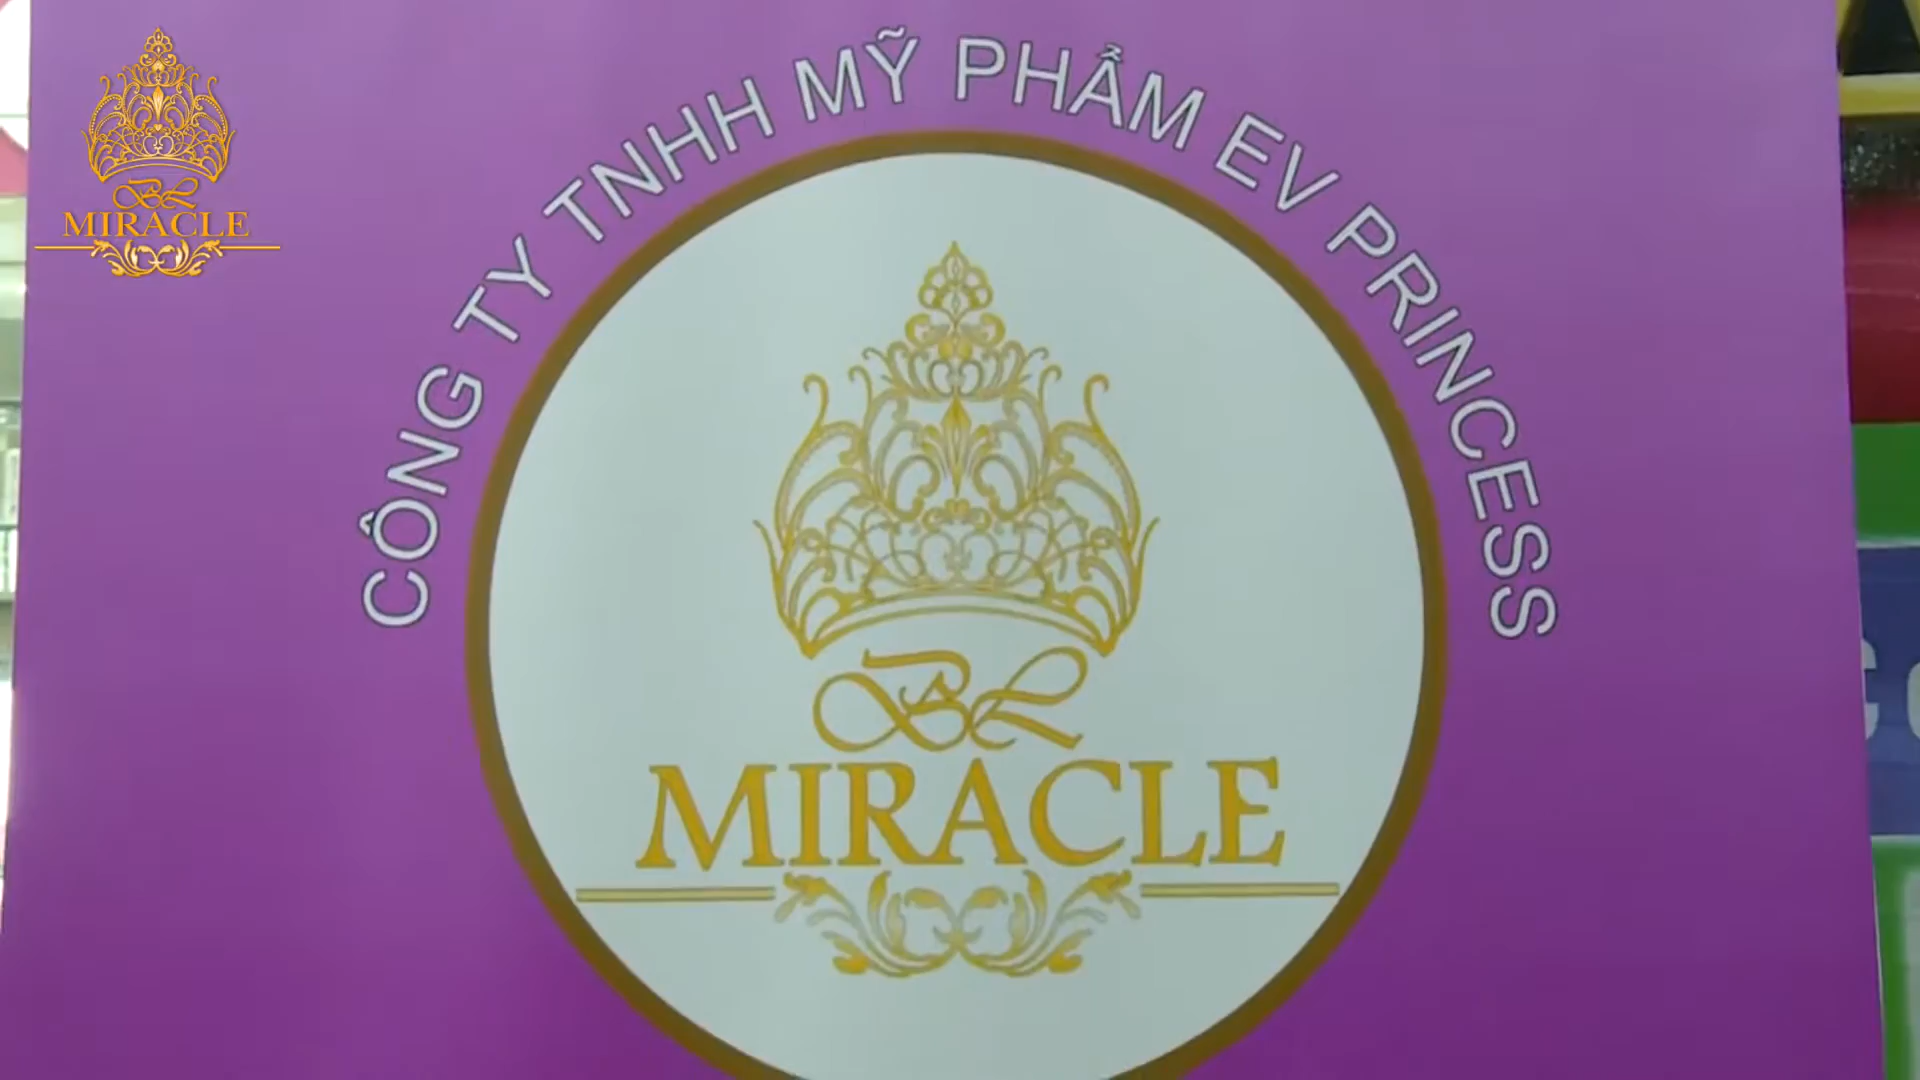 BL
MIRACLE
CÔNG TY TNHH MỸ PHẨM EV PRINCESS
BL
MIRACLE